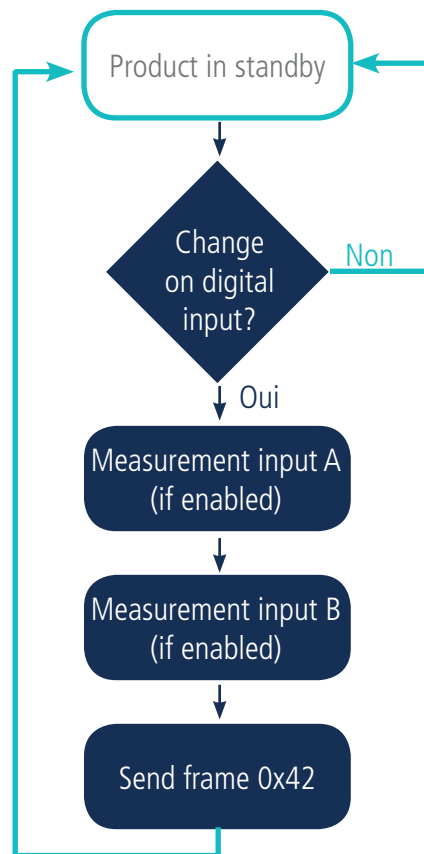 Product in standby
Change
on digital
input?
Non
Oui
Measurement input A
(if enabled)
Measurement input B
(if enabled)
Send frame 0x42